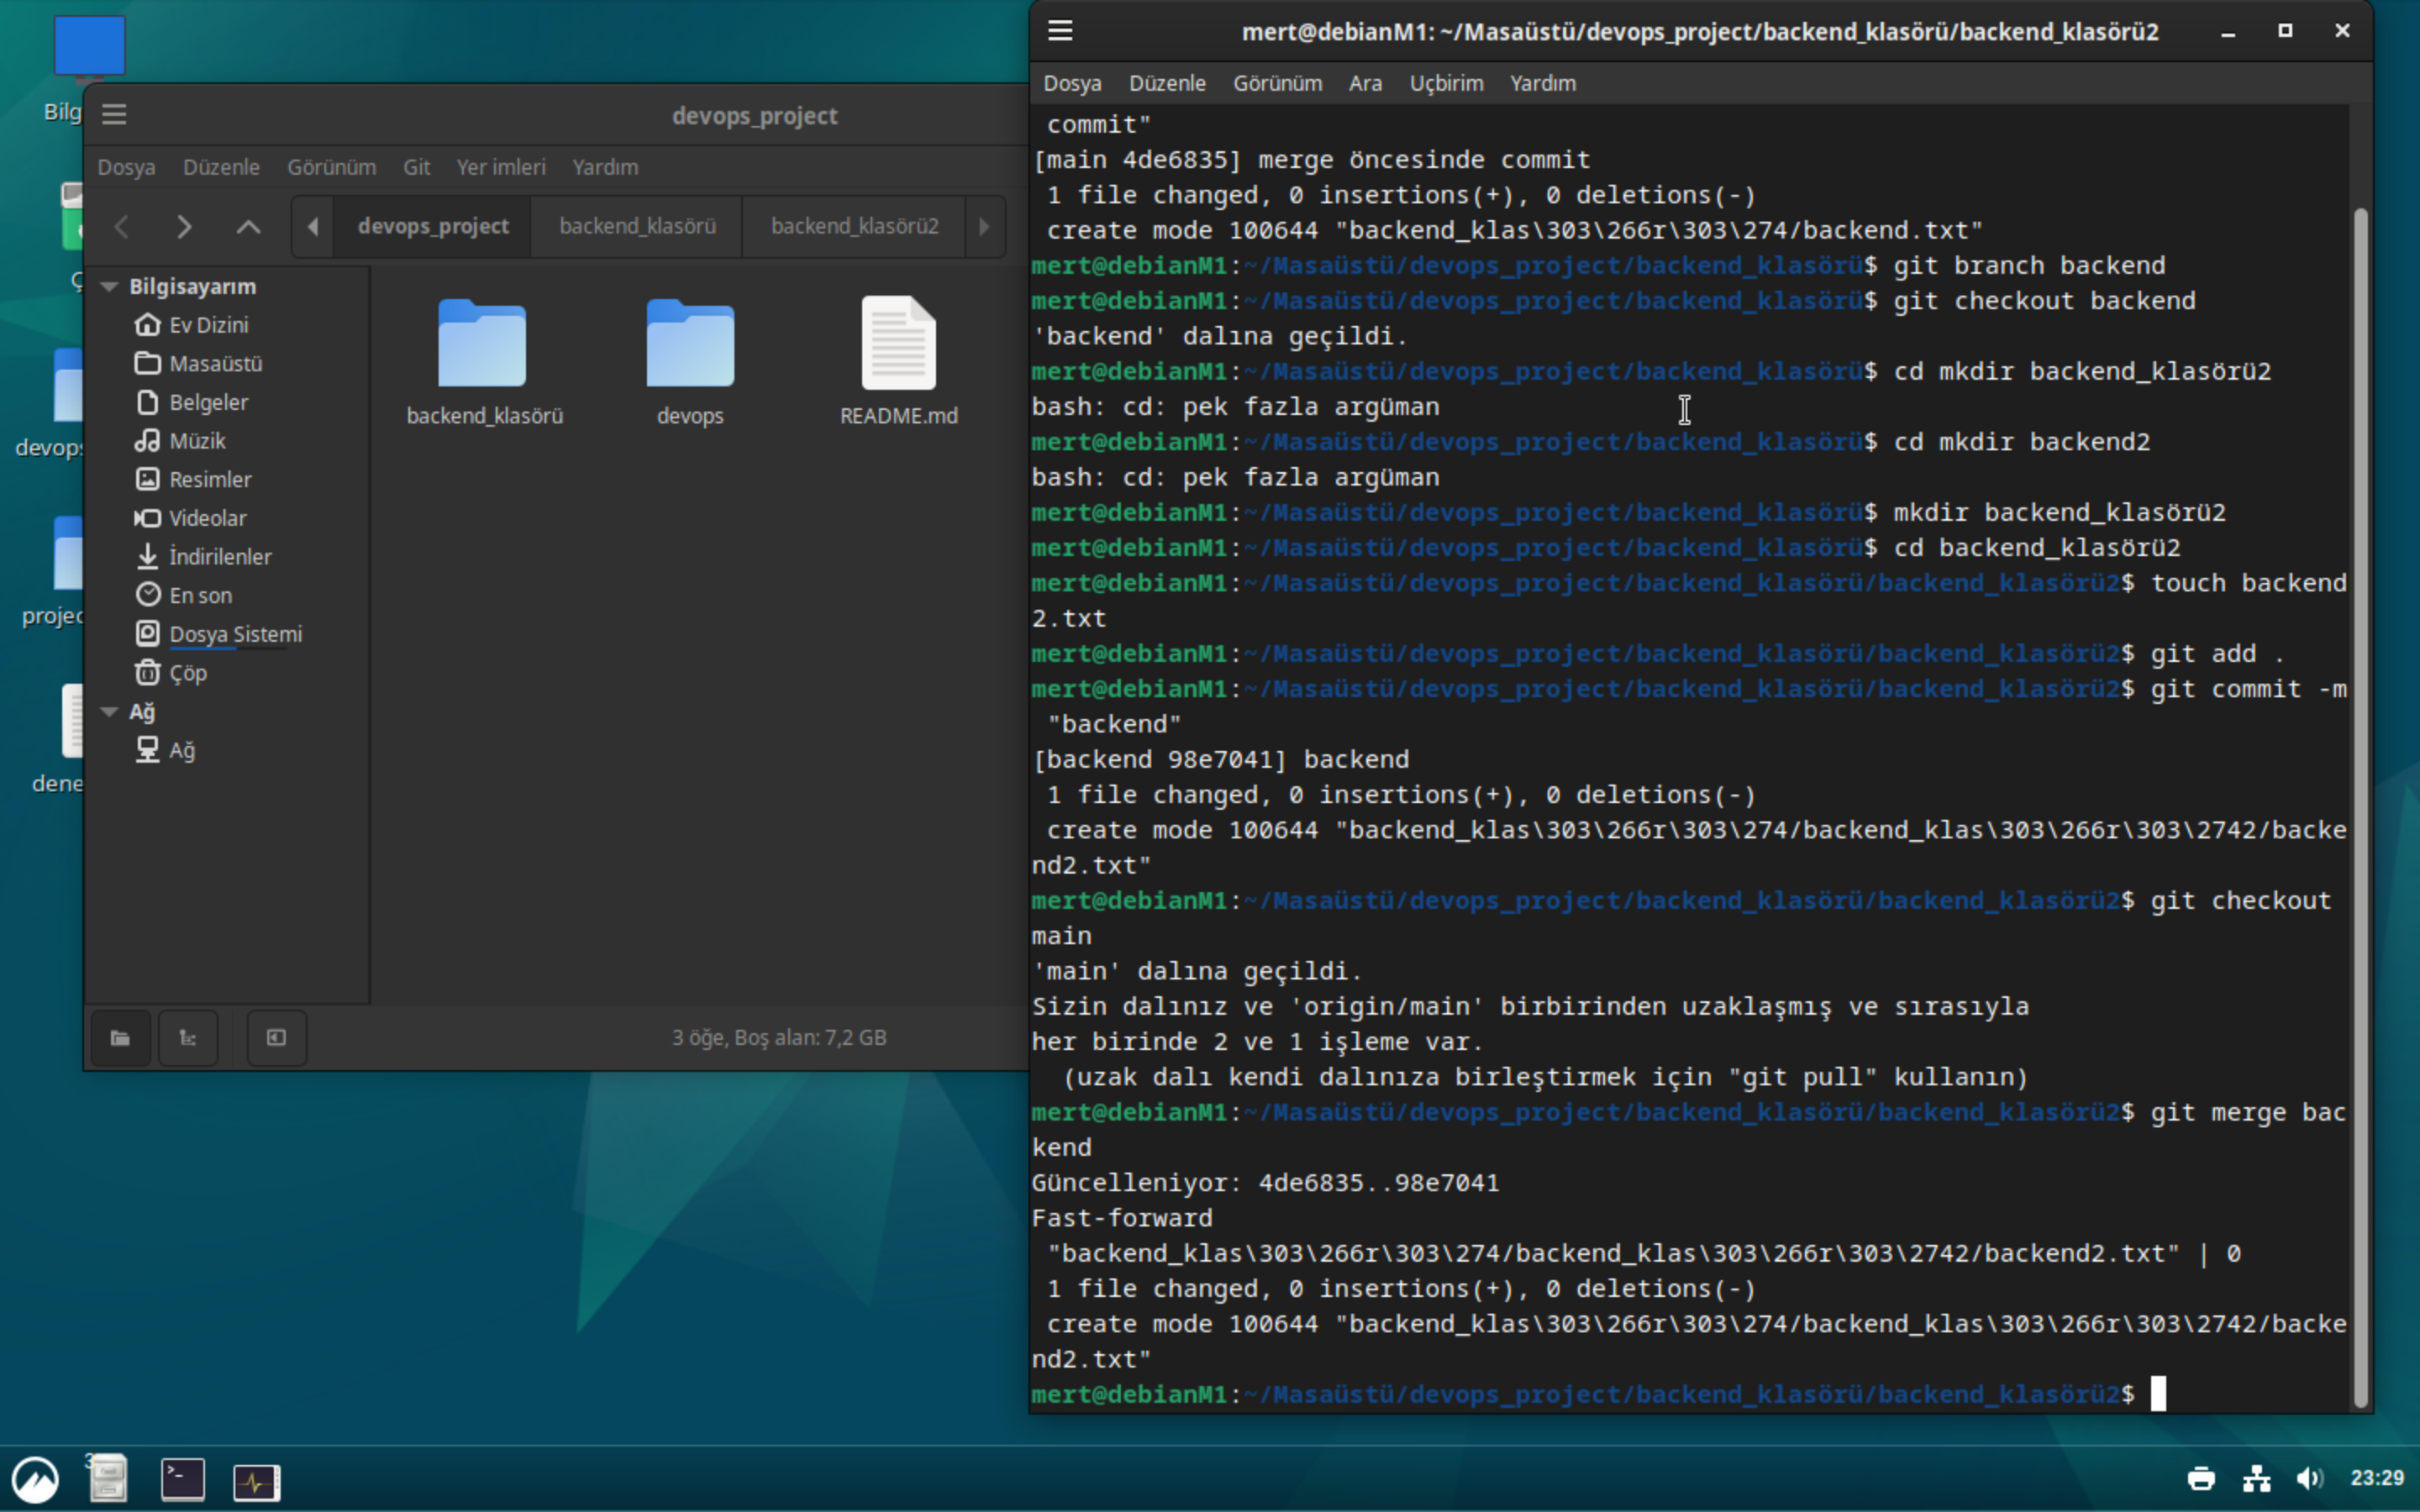 Bilg
devops
projec
dene
devops_project
Dosya Düzenle Görünüm Git Yer imleri Yardım
devops_project backend_klasörü backend_klasörü2
Bilgisayarım
Ev Dizini
Masaüstü
Belgeler
Müzik
Resimler
Videolar
İndirilenler
En son
Dosya Sistemi
Çöp
Ağ
Ağ
backend_klasörü devops README.md
3 öğe, Boş alan: 7,2 GB
mert@debianM1: ~/Masaüstü/devops_project/backend_klasörü/backend_klasörü2
Dosya Düzenle Görünüm Ara Uçbirim Yardım
commit"
[main 4de6835] merge öncesinde commit
1 file changed, 0 insertions(+), 0 deletions(-)
create mode 100644 "backend_klas\303\266r\303\274/backend.txt"
mert@debianM1:~/Masaüstü/devops_project/backend_klasörü$ git branch backend
mert@debianM1:~/Masaüstü/devops_project/backend_klasörü$ git checkout backend
'backend' dalına geçildi.
mert@debianM1:~/Masaüstü/devops_project/backend_klasörü$ cd mkdir backend_klasörü2
bash: cd: pek fazla argüman
mert@debianM1:~/Masaüstü/devops_project/backend_klasörü$ cd mkdir backend2
bash: cd: pek fazla argüman
mert@debianM1:~/Masaüstü/devops_project/backend_klasörü$ mkdir backend_klasörü2
mert@debianM1:~/Masaüstü/devops_project/backend_klasörü$ cd backend_klasörü2
mert@debianM1:~/Masaüstü/devops_project/backend_klasörü/backend_klasörü2$ touch backend
2.txt
mert@debianM1:~/Masaüstü/devops_project/backend_klasörü/backend_klasörü2$ git add .
mert@debianM1:~/Masaüstü/devops_project/backend_klasörü/backend_klasörü2$ git commit -m
"backend"
[backend 98e7041] backend
1 file changed, 0 insertions(+), 0 deletions(-)
create mode 100644 "backend_klas\303\266r\303\274/backend_klas\303\266r\303\2742/backe
nd2.txt"
mert@debianM1:~/Masaüstü/devops_project/backend_klasörü/backend_klasörü2$ git checkout
main
'main' dalına geçildi.
Sizin dalınız ve 'origin/main' birbirinden uzaklaşmış ve sırasıyla
her birinde 2 ve 1 işleme var.
(uzak dalı kendi dalınıza birleştirmek için "git pull" kullanın)
mert@debianM1:~/Masaüstü/devops_project/backend_klasörü/backend_klasörü2$ git merge bac
kend
Güncelleniyor: 4de6835..98e7041
Fast-forward
"backend_klas\303\266r\303\274/backend_klas\303\266r\303\2742/backend2.txt" | 0
1 file changed, 0 insertions(+), 0 deletions(-)
create mode 100644 "backend_klas\303\266r\303\274/backend_klas\303\266r\303\2742/backe
nd2.txt"
mert@debianM1:~/Masaüstü/devops_project/backend_klasörü/backend_klasörü2$
23:29